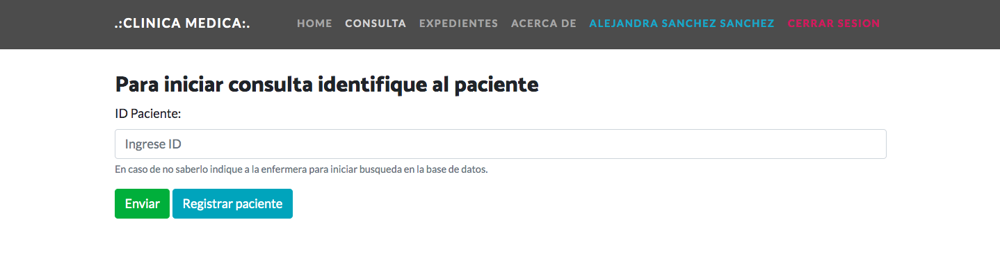 .:CLINICA MEDICA:. HOME CONSULTA EXPEDIENTES ACERCA DE ALEJANDRA SANCHEZ SANCHEZ CERRAR SESION
Para iniciar consulta identifique al paciente
ID Paciente:
Ingrese ID
En caso de no saberlo indique a la enfermera para iniciar busqueda en la base de datos.
Enviar Registrar paciente